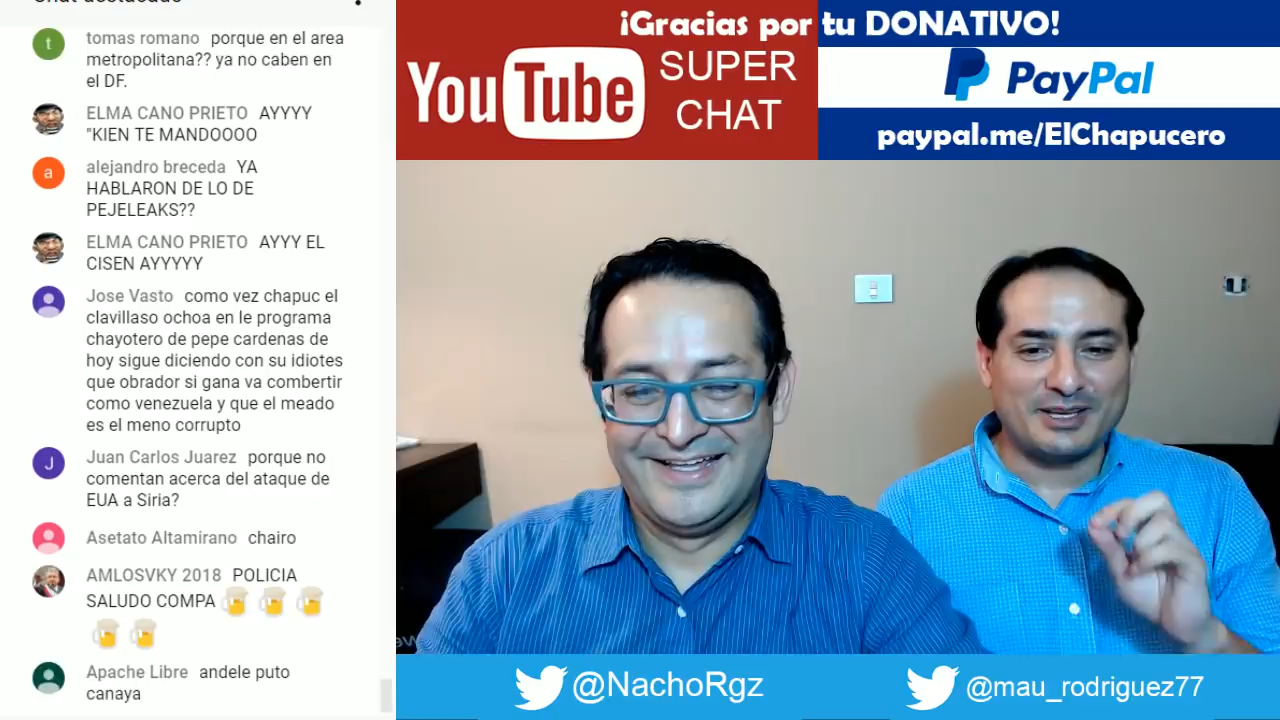 Chat destacado
tomas romano porque en el area
metropolitana?? ya no caben en
el DF.
ELMA CANO PRIETO AYYYY
"KIEN TE MANDOOOO
alejandro breceda YA
HABLARON DE LO DE
PEJELEAKS??
ELMA CANO PRIETO AYYY EL
CISEN AYYYYY
Jose Vasto como vez chapuc el
clavillaso ochoa en le programa
chayotero de pepe cardenas de
hoy sigue diciendo con su idiotes
que obrador si gana va combertir
como venezuela y que el meado
es el meno corrupto
Juan Carlos Juarez porque no
comentan acerca del ataque de
EUA a Siria?
Asetato Altamirano chairo
AMLOSVKY 2018 POLICIA
SALUDO COMPA
Apache Libre andele puto
canaya
t
a
J
¡Gracias por tu DONATIVO!
YouTube
SUPER
CHAT
PayPal
paypal.me/ElChapucero
@NachoRgz
@mau_rodriguez77